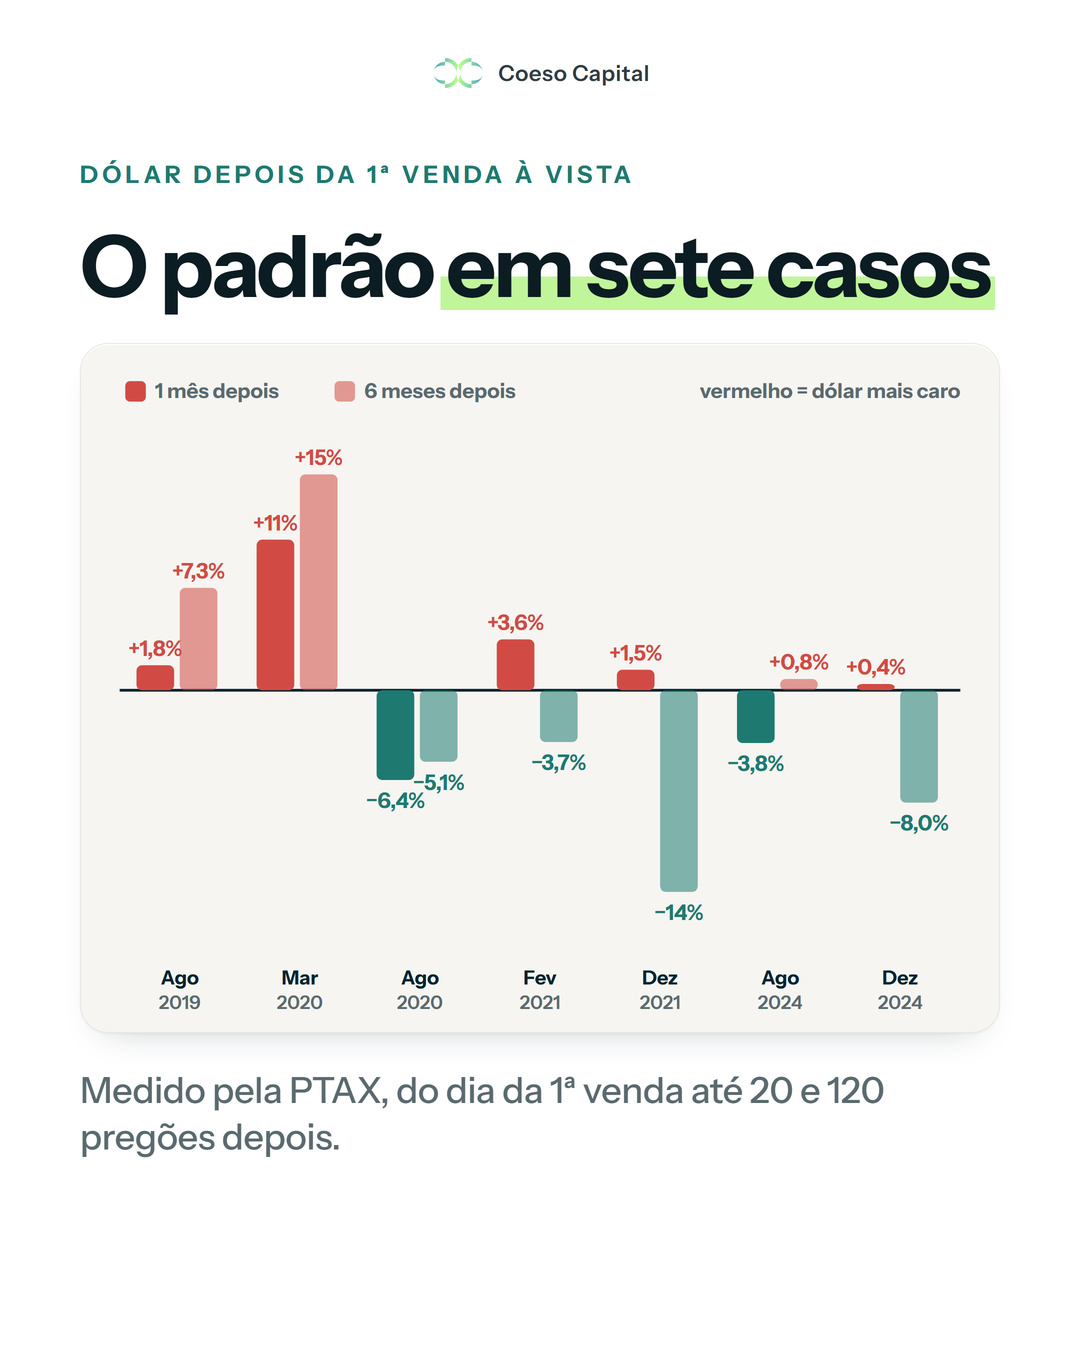 Coeso Capital
DÓLAR DEPOIS DA 1ª VENDA À VISTA
O padrão em sete casos
1 mês depois
6 meses depois
vermelho = dólar mais caro
+1,8%
+7,3%
+11%
+15%
−6,4%
−5,1%
+3,6%
−3,7%
+1,5%
−14%
−3,8%
+0,8%
+0,4%
−8,0%
Ago
2019
Mar
2020
Ago
2020
Fev
2021
Dez
2021
Ago
2024
Dez
2024
Medido pela PTAX, do dia da 1ª venda até 20 e 120
pregões depois.